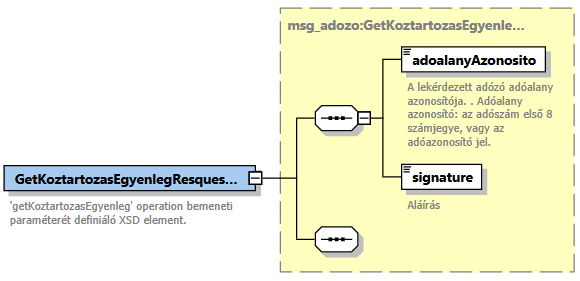 msg_adozo:GetKoztartozasEgyenle...
adoalanyAzonosito
A lekérdezett adózó adóalany
azonosítója. . Adóalany
azonosító: az adószám első 8
számjegye, vagy az
adóazonosító jel.
GetKoztartozasEgyenlegResques...
'getKoztartozasEgyenleg' operation bemeneti
paraméterét definiáló XSD element.
signature
Aláírás